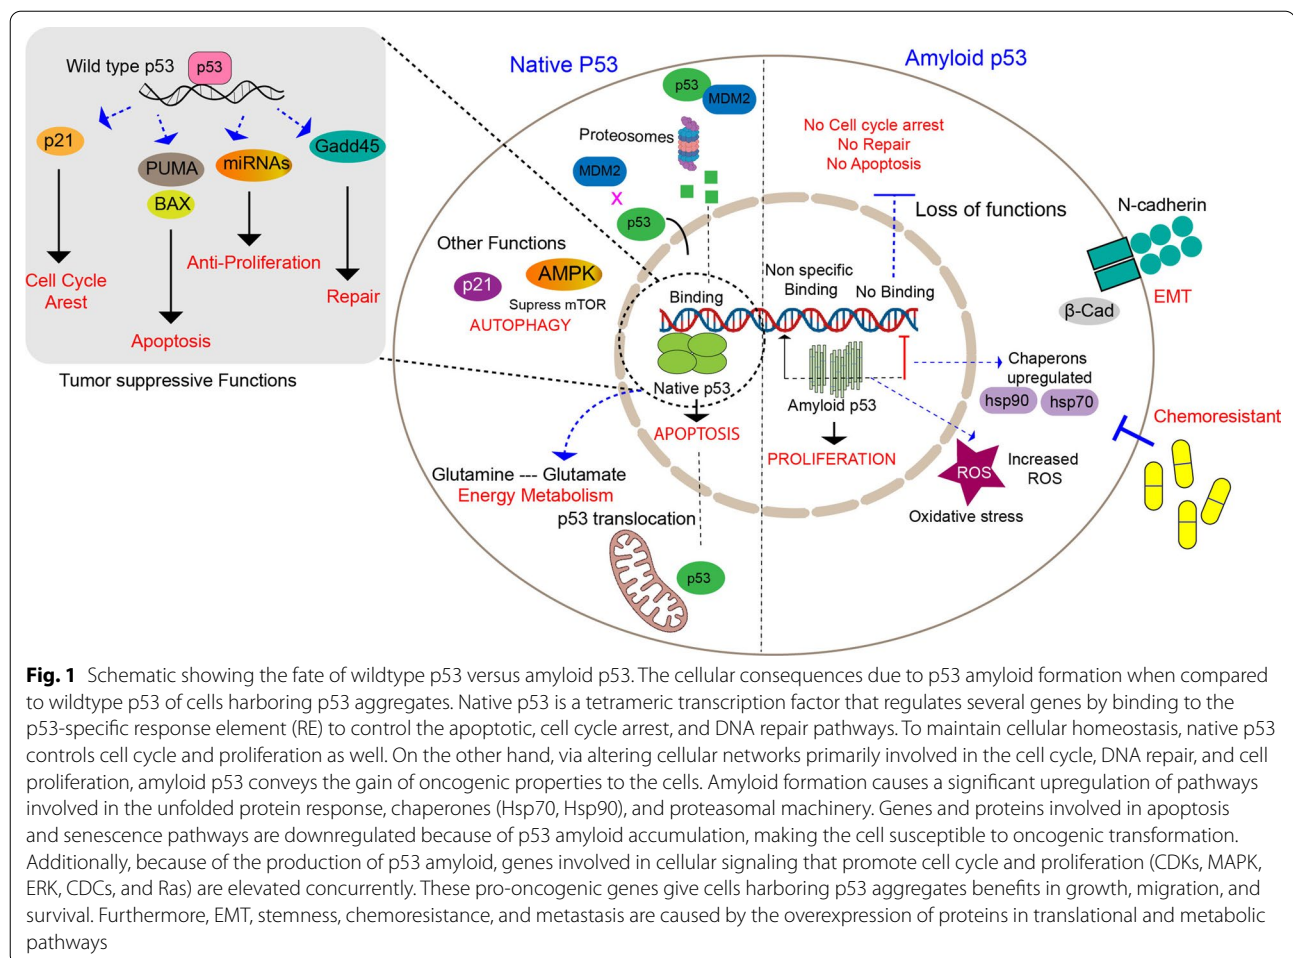 Native P53
Amyloid p53
Wild type p53
p53
p21
PUMA
BAX
miRNAs
Gadd45
Cell Cycle
Arest
Apoptosis
Anti-Proliferation
Repair
Tumor suppressive Functions
p53
MDM2
Proteosomes
MDM2
X
p53
Other Functions
p21
AMPK
Supress mTOR
AUTOPHAGY
Binding
Native p53
APOPTOSIS
Glutamine --- Glutamate
Energy Metabolism
p53 translocation
p53
No Cell cycle arrest
No Repair
No Apoptosis
Loss of functions
Non specific
Binding
No Binding
Amyloid p53
PROLIFERATION
N-cadherin
EMT
β-Cad
Chaperons
upregulated
hsp90
hsp70
Chemoresistant
ROS
Increased
ROS
Oxidative stress
Fig. 1 Schematic showing the fate of wildtype p53 versus amyloid p53. The cellular consequences due to p53 amyloid formation when compared
to wildtype p53 of cells harboring p53 aggregates. Native p53 is a tetrameric transcription factor that regulates several genes by binding to the
p53-specific response element (RE) to control the apoptotic, cell cycle arrest, and DNA repair pathways. To maintain cellular homeostasis, native p53
controls cell cycle and proliferation as well. On the other hand, via altering cellular networks primarily involved in the cell cycle, DNA repair, and cell
proliferation, amyloid p53 conveys the gain of oncogenic properties to the cells. Amyloid formation causes a significant upregulation of pathways
involved in the unfolded protein response, chaperones (Hsp70, Hsp90), and proteasomal machinery. Genes and proteins involved in apoptosis
and senescence pathways are downregulated because of p53 amyloid accumulation, making the cell susceptible to oncogenic transformation.
Additionally, because of the production of p53 amyloid, genes involved in cellular signaling that promote cell cycle and proliferation (CDKs, MAPK,
ERK, CDCs, and Ras) are elevated concurrently. These pro-oncogenic genes give cells harboring p53 aggregates benefits in growth, migration, and
survival. Furthermore, EMT, stemness, chemoresistance, and metastasis are caused by the overexpression of proteins in translational and metabolic
pathways